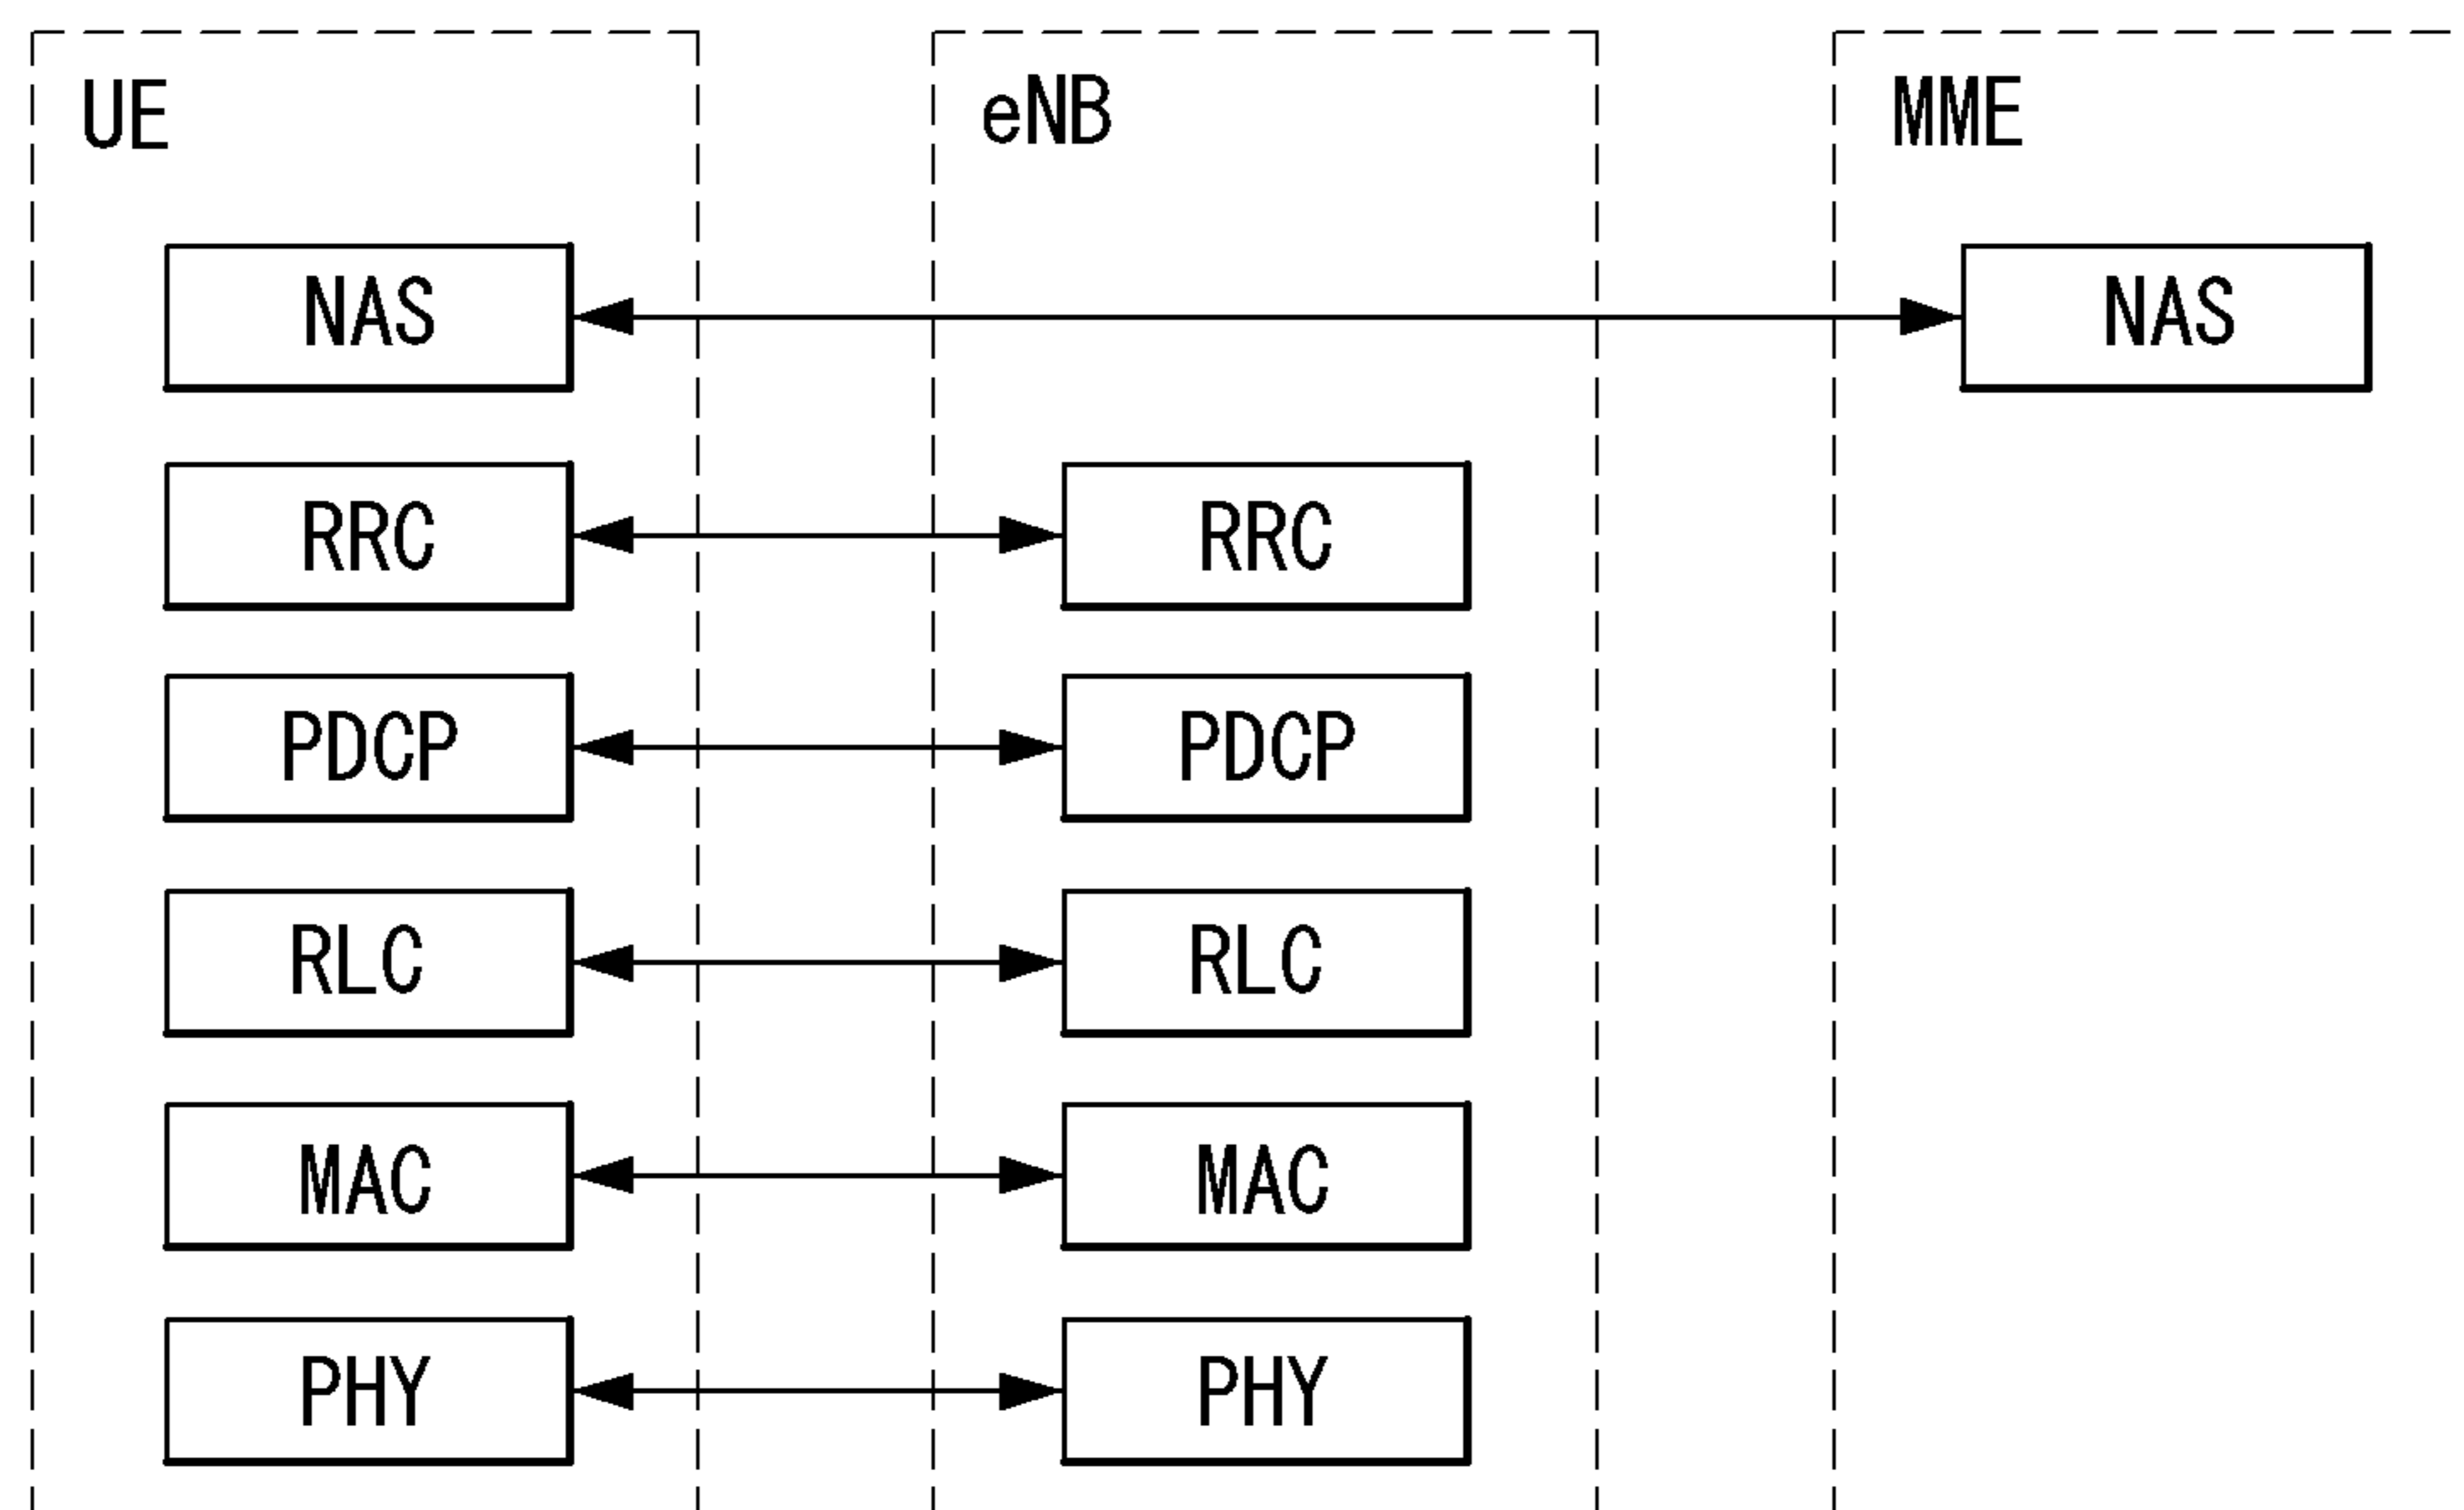 UE eNB MME
NAS NAS
RRC RRC
PDCP PDCP
RLC RLC
MAC MAC
PHY PHY